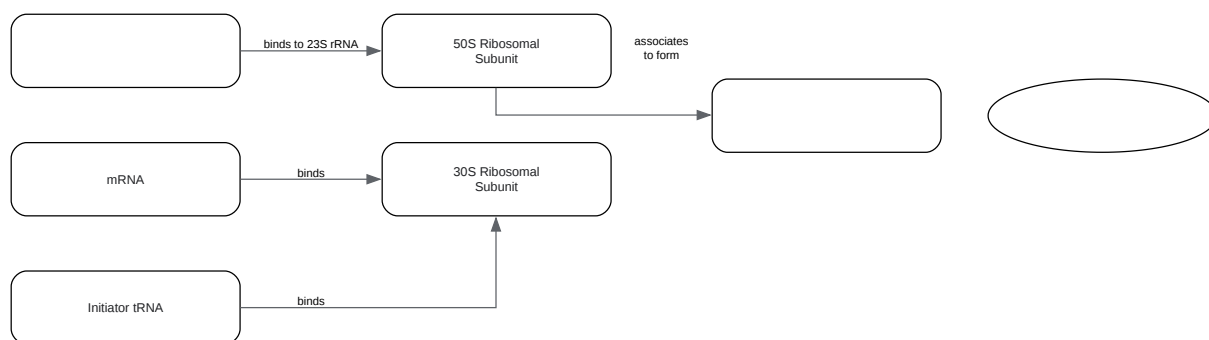 binds to 23S rRNA
50S Ribosomal
Subunit
associates
to form
mRNA
binds
30S Ribosomal
Subunit
Initiator tRNA
binds